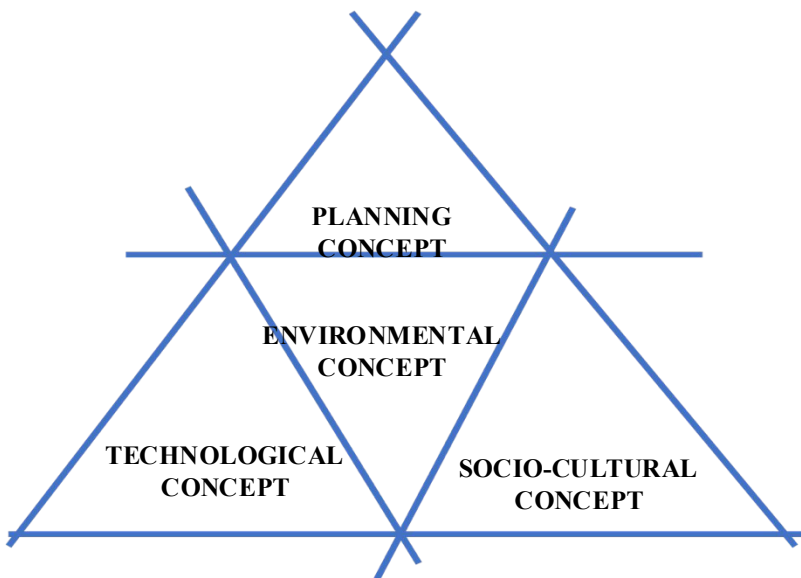 PLANNING
CONCEPT
ENVIRONMENTAL
CONCEPT
TECHNOLOGICAL
CONCEPT
SOCIO-CULTURAL
CONCEPT